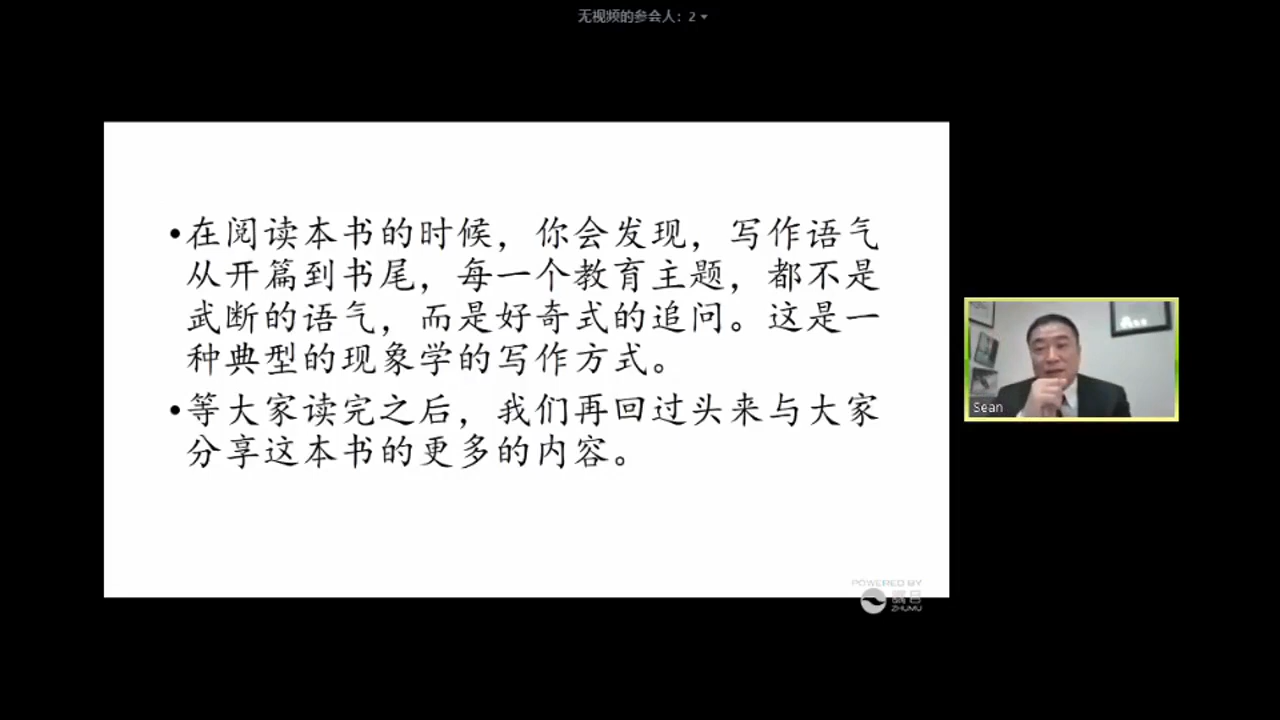 无视频的参会人：2
•在阅读本书的时候，你会发现，写作语气
从开篇到书尾，每一个教育主题，都不是
武断的语气，而是好奇式的追问。这是一
种典型的现象学的写作方式。
•等大家读完之后，我们再回过头来与大家
分享这本书的更多的内容。
Sean
POWERED BY
瞩目
ZHUMU